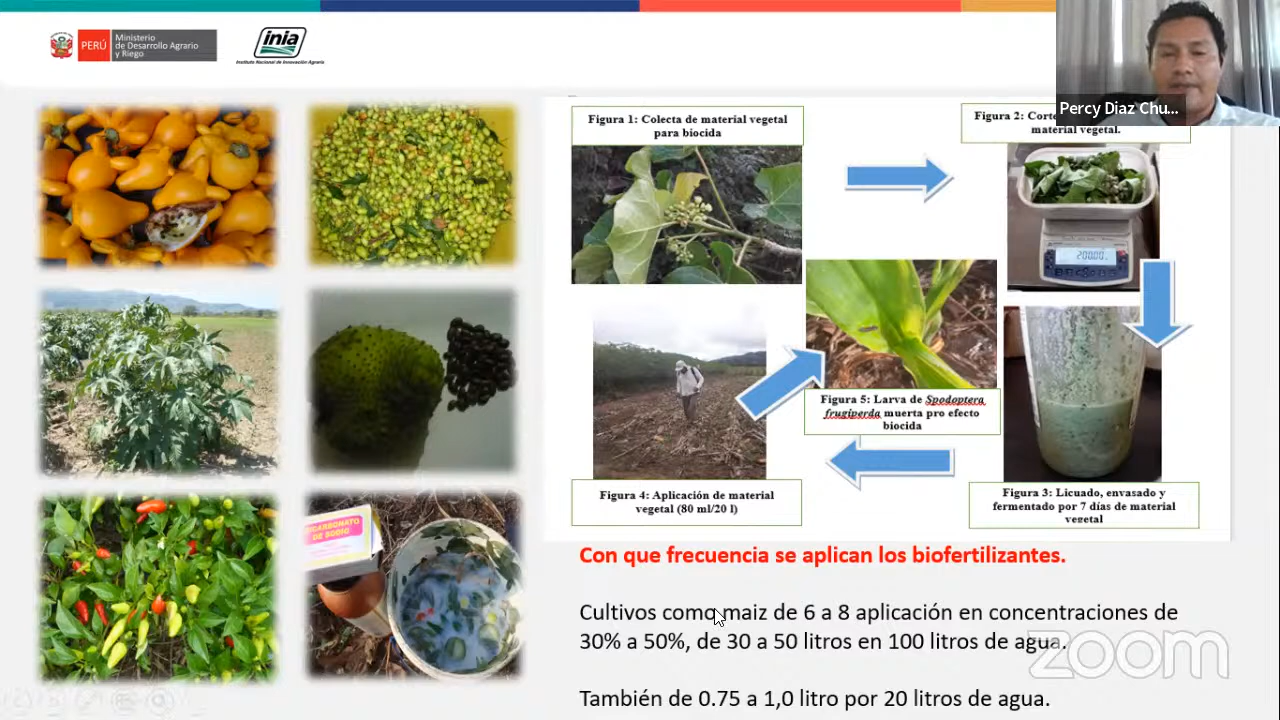 PERÚ
Ministerio
de Desarrollo Agrario
y Riego
inia
Instituto Nacional de Innovación Agraria
Percy Diaz Chu...
Figura 1: Colecta de material vegetal
para biocida
Figura 2: Corte
material vegetal.
200.00
Figura 5: Larva de Spodoptera
frugiperda muerta pro efecto
biocida
Figura 4: Aplicación de material
vegetal (80 ml/20 l)
Figura 3: Licuado, envasado y
fermentado por 7 días de material
vegetal
BICARBONATO
DE SODIO
Con que frecuencia se aplican los biofertilizantes.
Cultivos como maiz de 6 a 8 aplicación en concentraciones de
30% a 50%, de 30 a 50 litros en 100 litros de agua.
También de 0.75 a 1,0 litro por 20 litros de agua.
zoom